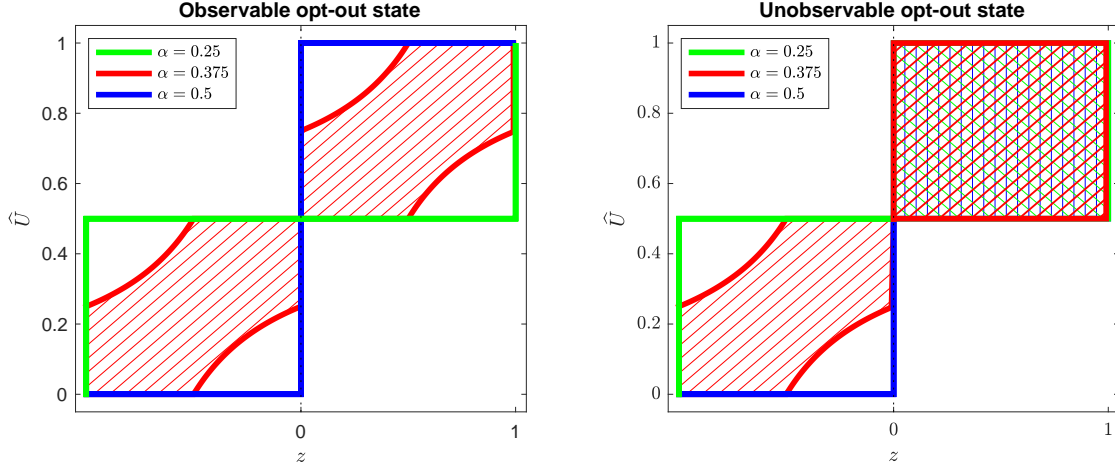 Observable opt-out state
α = 0.25
α = 0.375
α = 0.5
1
0.8
0.6
0.4
0.2
0
Û
0
1
z
Unobservable opt-out state
α = 0.25
α = 0.375
α = 0.5
1
0.8
0.6
0.4
0.2
0
Û
0
1
z